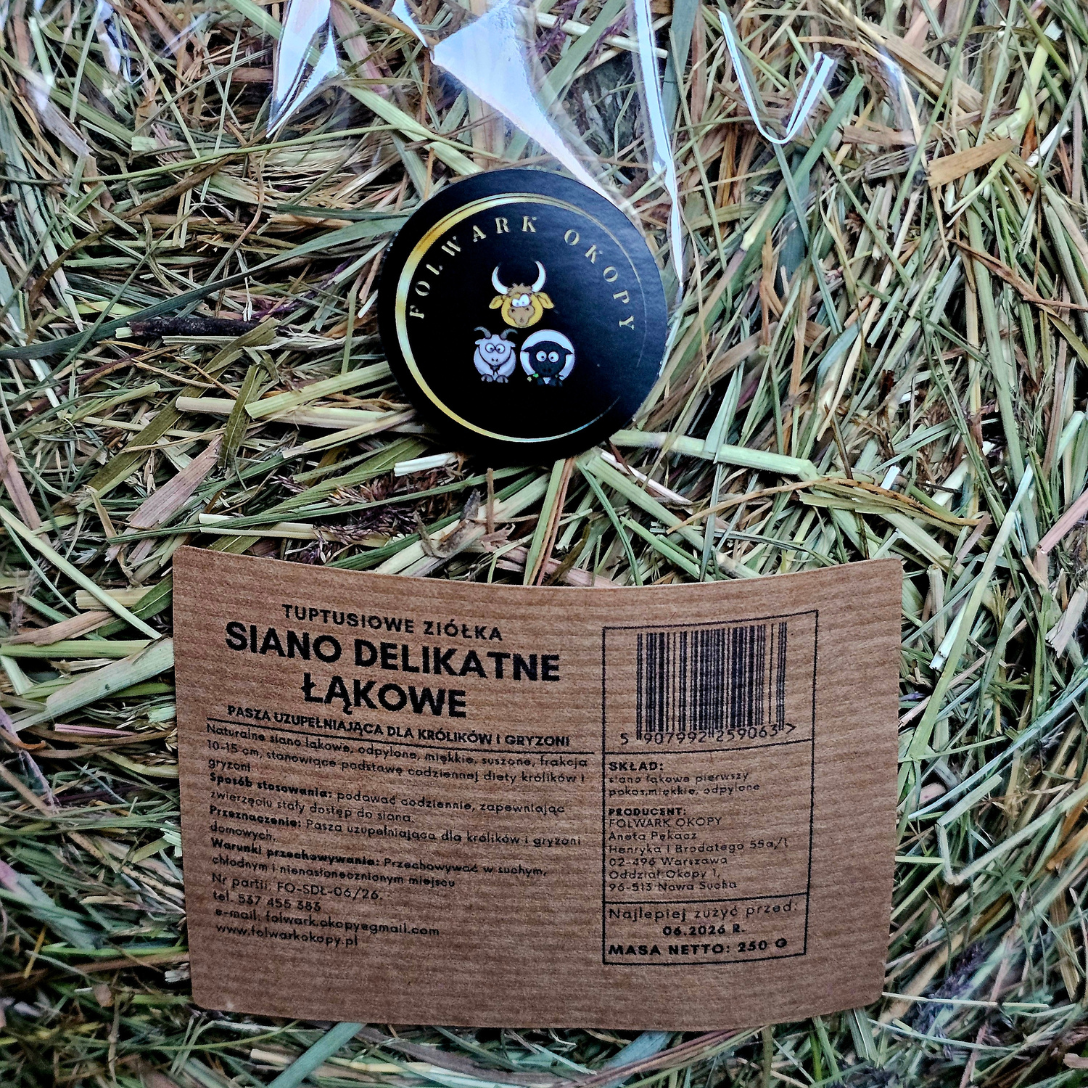 FOLWARK OKOPY
TUPTUSIOWE ZIÓŁKA
SIANO DELIKATNE
ŁĄKOWE
PASZA UZUPEŁNIAJĄCA DLA KRÓLIKÓW I GRYZONI
Naturalne siano łąkowe, odpylone, miękkie, suszone, frakcja
10-15 cm, stanowiące podstawę codziennej diety królików i
gryzoni
Sposób stosowania: podawać codziennie, zapewniając
zwierzęciu stały dostęp do siana.
Przeznaczenie: Pasza uzupełniająca dla królików i gryzoni
domowych.
Warunki przechowywania: Przechowywać w suchym,
chłodnym i nienasłonecznionym miejscu
Nr partii: FO-SDŁ-06/26.
tel. 537 455 383
e-mail: folwark.okopy@gmail.com
www.folwarkokopy.pl
5 907992 259063 >
SKŁAD:
siano łąkowe pierwszy
pokos,miękkie, odpylone
PRODUCENT:
FOLWARK OKOPY
Aneta Pękacz
Henryka I Brodatego 55a/1
02-496 Warszawa
Oddział Okopy 1,
96-513 Nowa Sucha
Najlepiej zużyć przed:
06.2026 R.
MASA NETTO: 250 G